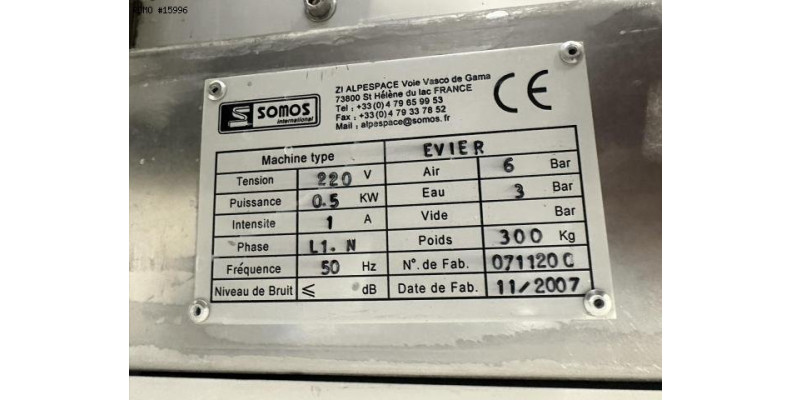 #15996
ZI ALPESPACE Voie Vasco de Gama
73800 St Hélène du lac FRANCE
Tel : +33(0)4 79 65 99 53
Fax : +33(0)4 79 33 78 52
Mail : alpespace@somos.fr
CE
SOMOS
international
Machine type EVIER
Tension 220 V Air 6 Bar
Puissance 0.5 KW Eau 3 Bar
Intensite 1 A Vide Bar
Phase L1. N Poids 300 Kg
Fréquence 50 Hz N°. de Fab. 071120C
Niveau de Bruit ≤ dB Date de Fab. 11/2007